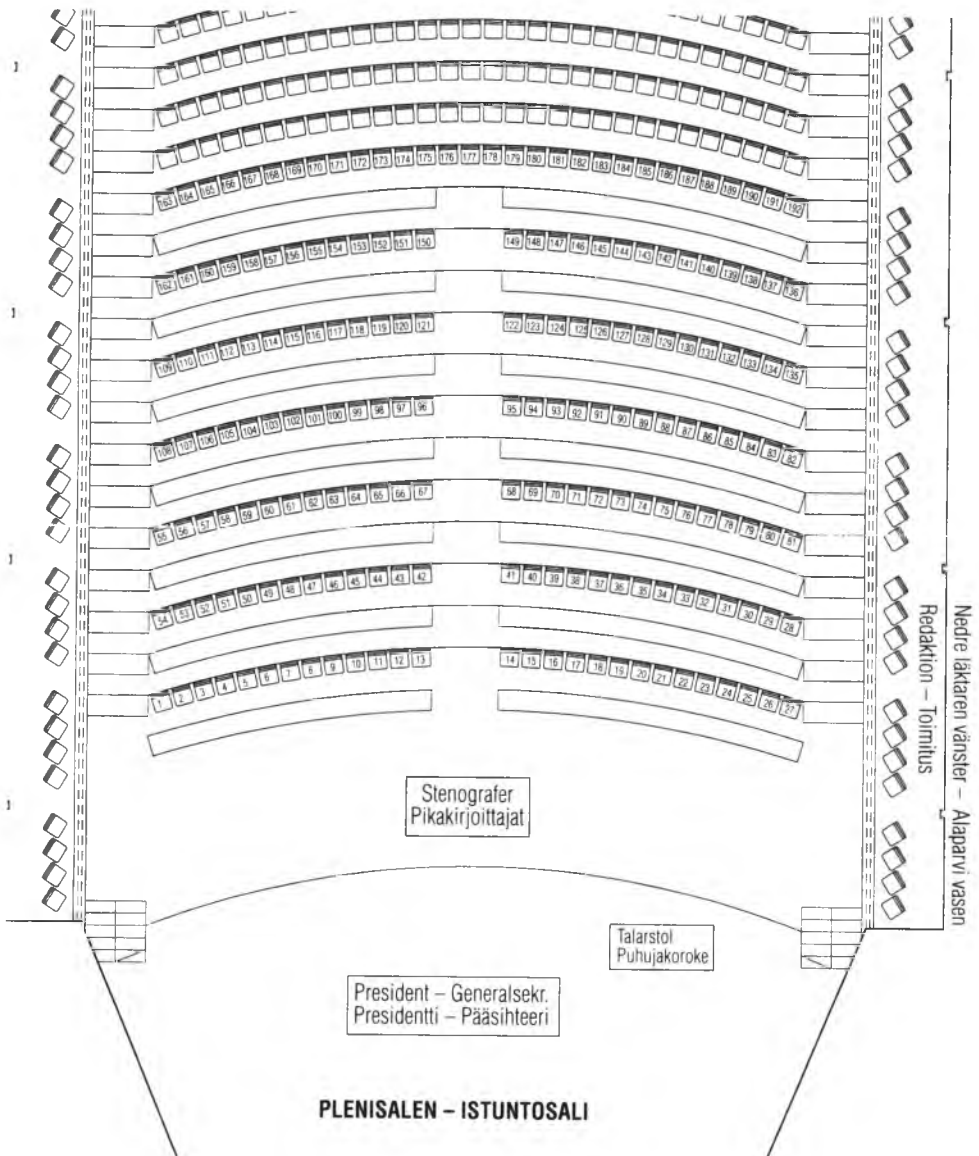 163 164 165 166 167 168 169 170 171 172 173 174 175 176 177 178 179 180 181 182 183 184 185 186 187 188 189 190 191 192
162 161 160 159 158 157 156 155 154 153 152 151 150 149 148 147 146 145 144 143 142 141 140 139 138 137 136
109 110 111 112 113 114 115 116 117 118 119 120 121 122 123 124 125 126 127 128 129 130 131 132 133 134 135
108 107 106 105 104 103 102 101 100 99 98 97 96 95 94 93 92 91 90 89 88 87 86 85 84 83 82
55 56 57 58 59 60 61 62 63 64 65 66 67 68 69 70 71 72 73 74 75 76 77 78 79 80 81
54 53 52 51 50 49 48 47 46 45 44 43 42 41 40 39 38 37 36 35 34 33 32 31 30 29 28
1 2 3 4 5 6 7 8 9 10 11 12 13 14 15 16 17 18 19 20 21 22 23 24 25 26 27
Nedre läktaren vänster – Alaparvi vasen
Redaktion – Toimitus
Stenografer
Pikakirjoittajat
Talarstol
Puhujakoroke
President – Generalsekr.
Presidentti – Pääsihteeri
PLENISALEN – ISTUNTOSALI